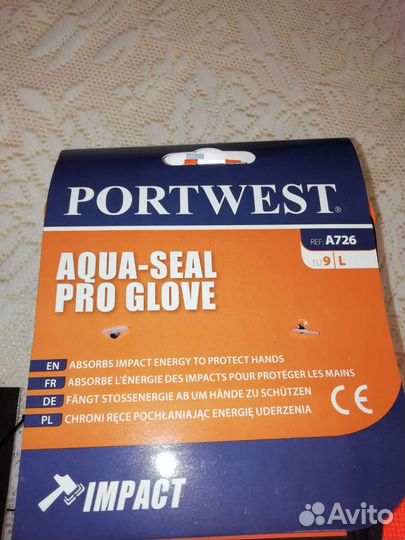 PORTWEST®
REF: A726
EU 9 | L
AQUA-SEAL
PRO GLOVE
EN ABSORBS IMPACT ENERGY TO PROTECT HANDS
FR ABSORBE L'ÉNERGIE DES IMPACTS POUR PROTÉGER LES MAINS
DE FÄNGT STOSSENERGIE AB UM HÄNDE ZU SCHÜTZEN
PL CHRONI RĘCE POCHŁANIAJĄC ENERGIĘ UDERZENIA
CE
IMPACT
Avito